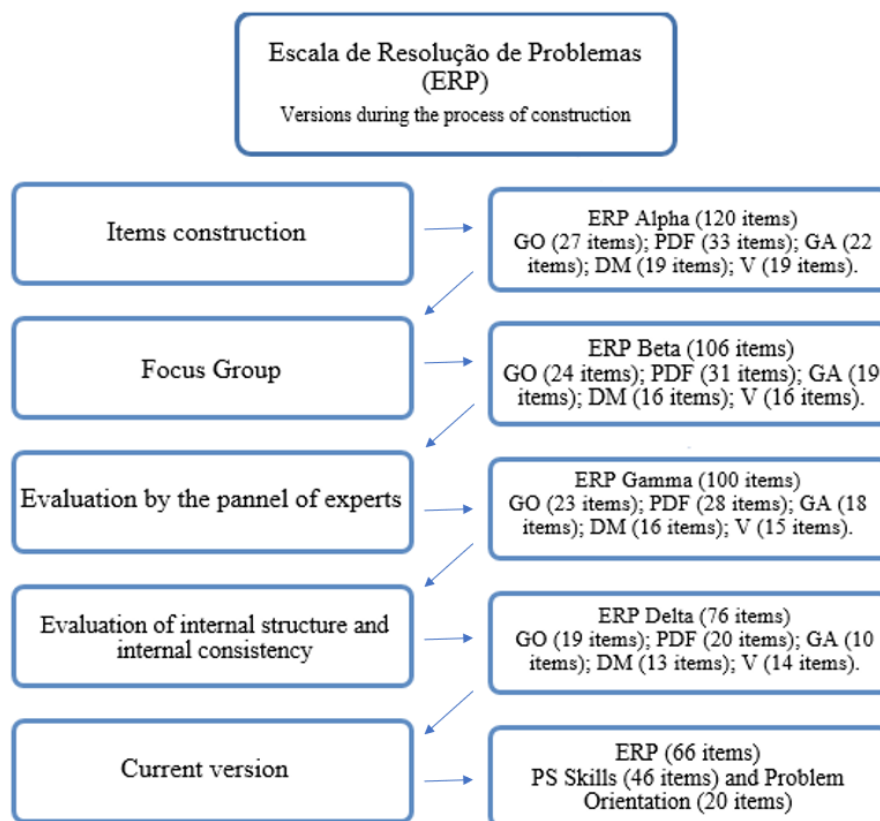 Escala de Resolução de Problemas
(ERP)
Versions during the process of construction
Items construction
ERP Alpha (120 items)
GO (27 items); PDF (33 items); GA (22
items); DM (19 items); V (19 items).
Focus Group
ERP Beta (106 items)
GO (24 items); PDF (31 items); GA (19
items); DM (16 items); V (16 items).
Evaluation by the pannel of experts
ERP Gamma (100 items)
GO (23 items); PDF (28 items); GA (18
items); DM (16 items); V (15 items).
Evaluation of internal structure and
internal consistency
ERP Delta (76 items)
GO (19 items); PDF (20 items); GA (10
items); DM (13 items); V (14 items).
Current version
ERP (66 items)
PS Skills (46 items) and Problem
Orientation (20 items)